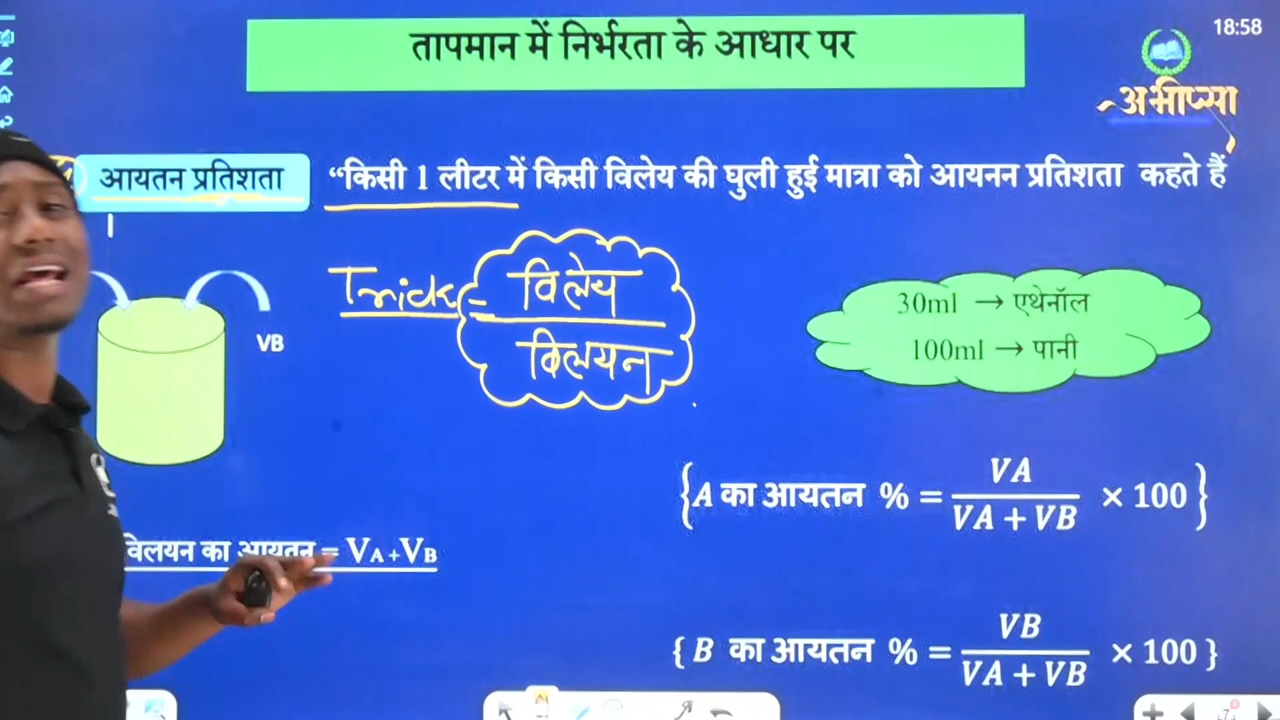 तापमान में निर्भरता के आधार पर
18:58
अभीप्सा
आयतन प्रतिशता
“किसी 1 लीटर में किसी विलेय की घुली हुई मात्रा को आयनन प्रतिशता कहते हैं
Trick =
विलेय
विलयन
30ml → एथेनॉल
100ml → पानी
VB
{A का आयतन % = VA / VA + VB × 100}
विलयन का आयतन = VA+VB
{ B का आयतन % = VB / VA + VB × 100 }